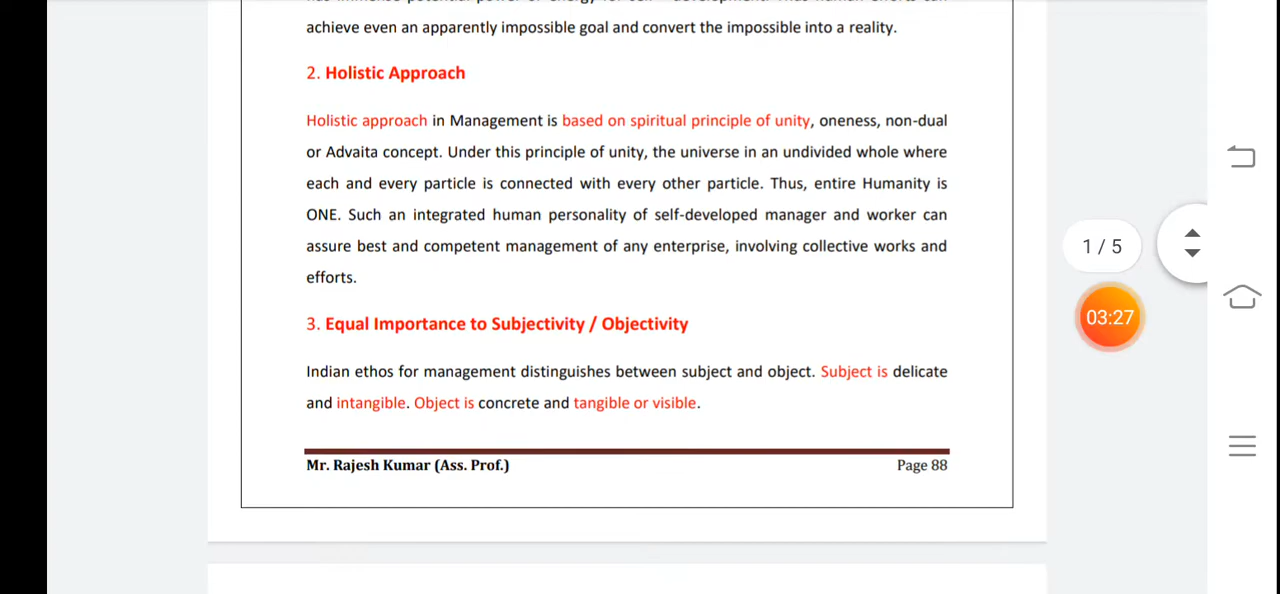 achieve even an apparently impossible goal and convert the impossible into a reality.
2. Holistic Approach
Holistic approach in Management is based on spiritual principle of unity, oneness, non-dual
or Advaita concept. Under this principle of unity, the universe in an undivided whole where
each and every particle is connected with every other particle. Thus, entire Humanity is
ONE. Such an integrated human personality of self-developed manager and worker can
assure best and competent management of any enterprise, involving collective works and
efforts.
3. Equal Importance to Subjectivity / Objectivity
Indian ethos for management distinguishes between subject and object. Subject is delicate
and intangible. Object is concrete and tangible or visible.
Mr. Rajesh Kumar (Ass. Prof.) Page 88
1 / 5
03:27